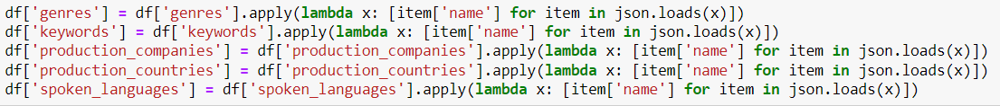 df['genres'] = df['genres'].apply(lambda x: [item['name'] for item in json.loads(x)])
df['keywords'] = df['keywords'].apply(lambda x: [item['name'] for item in json.loads(x)])
df['production_companies'] = df['production_companies'].apply(lambda x: [item['name'] for item in json.loads(x)])
df['production_countries'] = df['production_countries'].apply(lambda x: [item['name'] for item in json.loads(x)])
df['spoken_languages'] = df['spoken_languages'].apply(lambda x: [item['name'] for item in json.loads(x)])